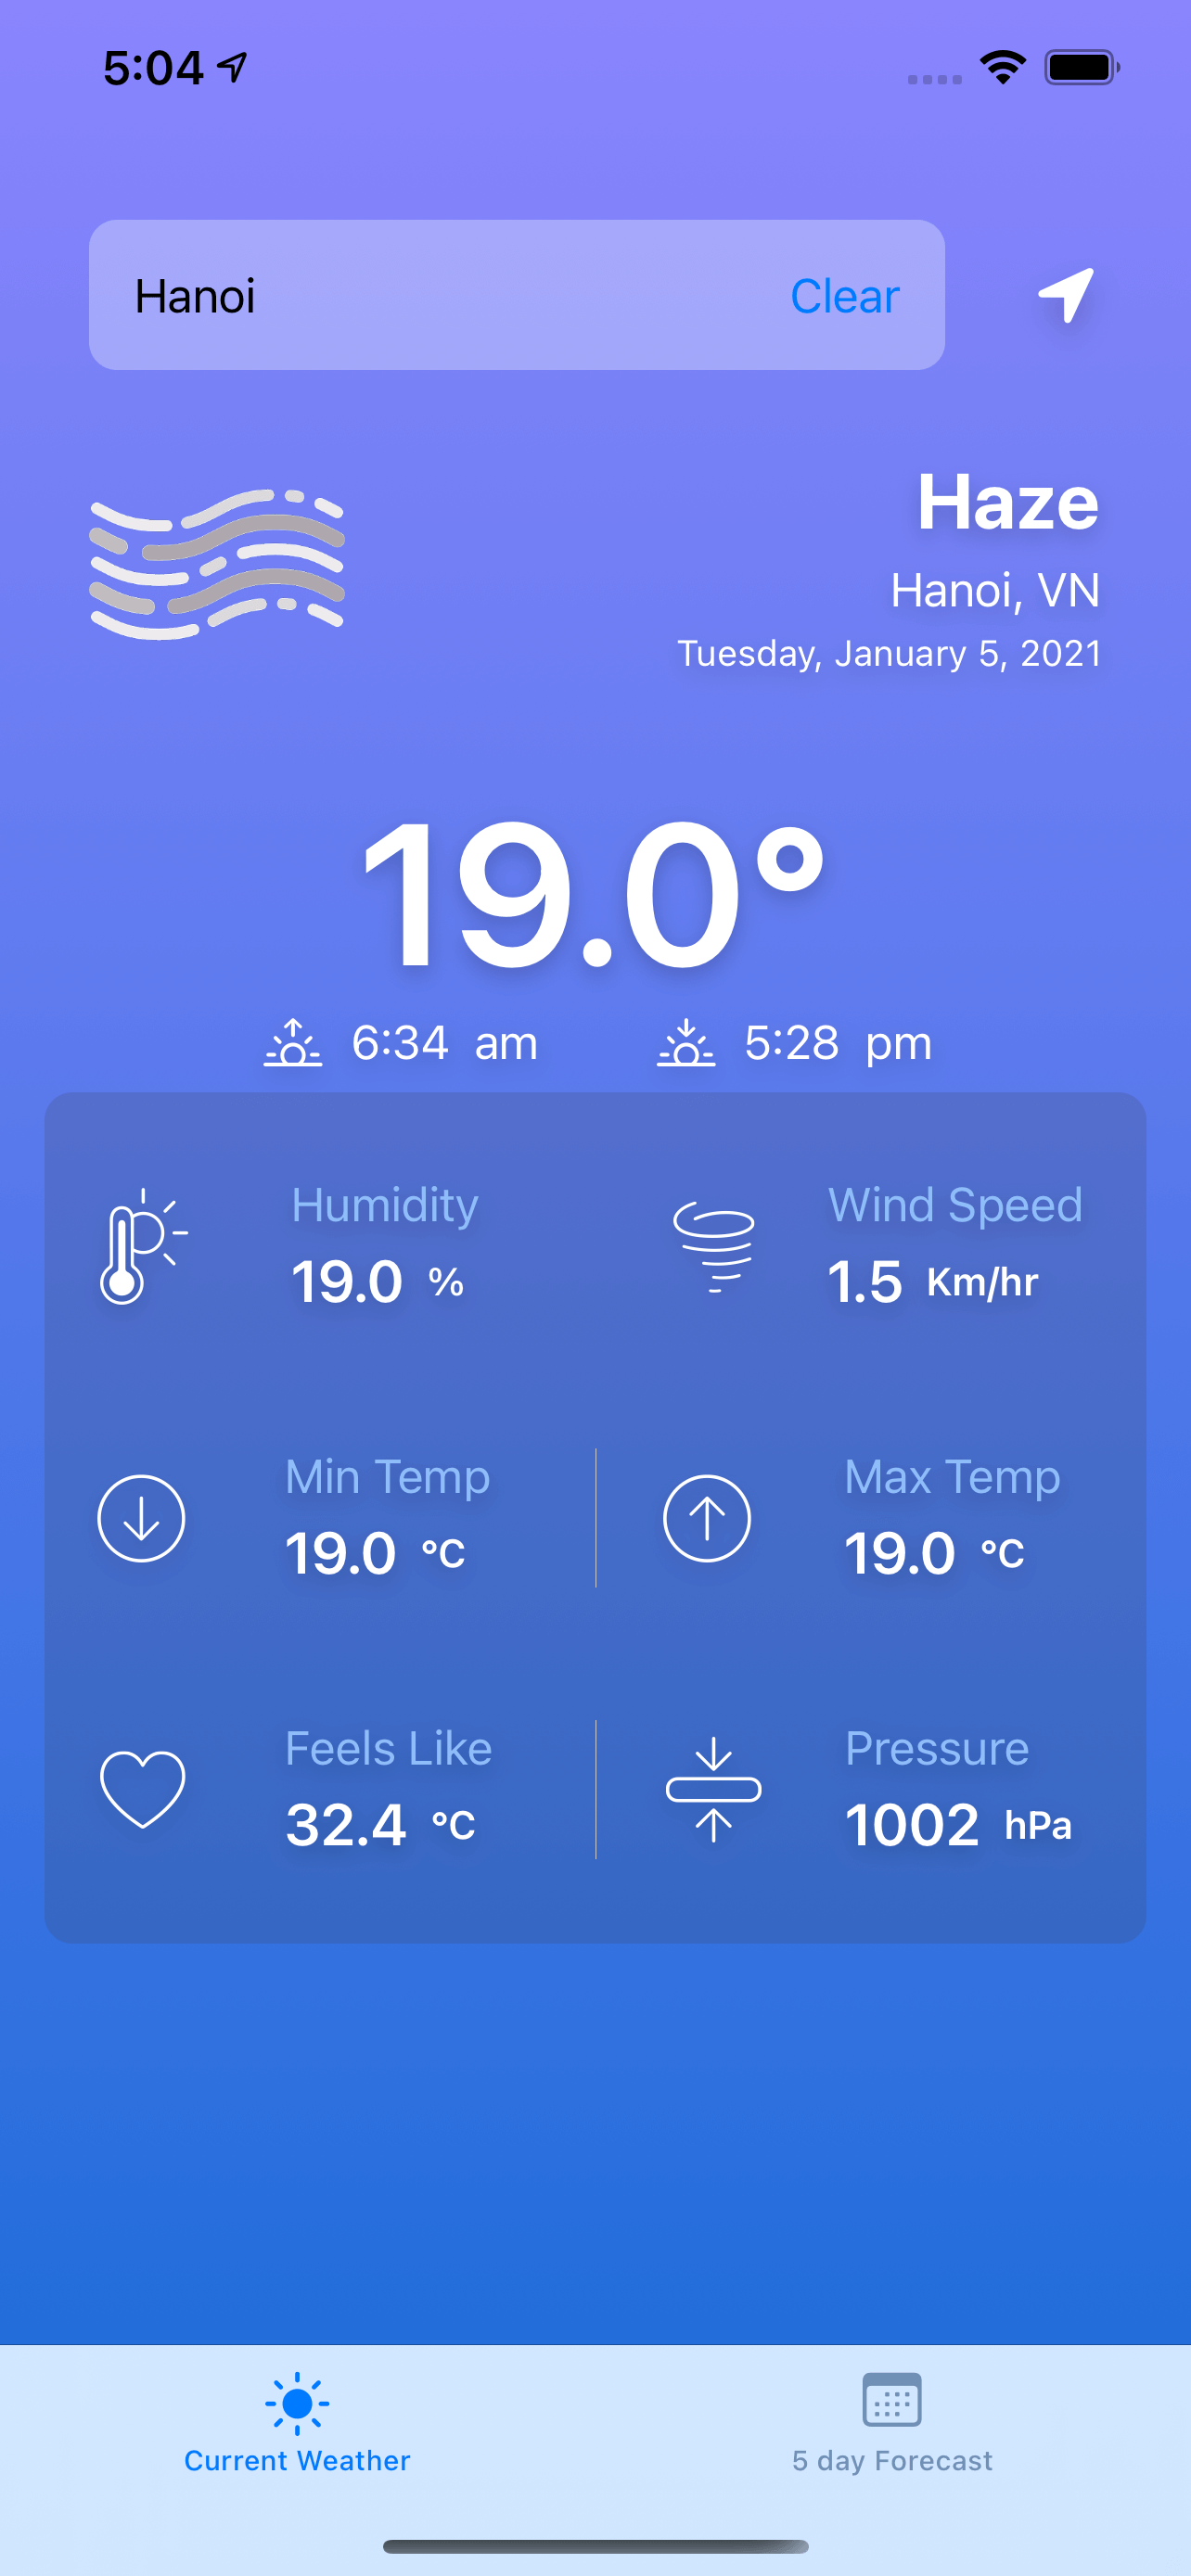 5:04
Hanoi Clear
Haze
Hanoi, VN
Tuesday, January 5, 2021
19.0°
6:34 am 5:28 pm
Humidity Wind Speed
19.0 % 1.5 Km/hr
Min Temp Max Temp
19.0 °C 19.0 °C
Feels Like Pressure
32.4 °C 1002 hPa
Current Weather 5 day Forecast